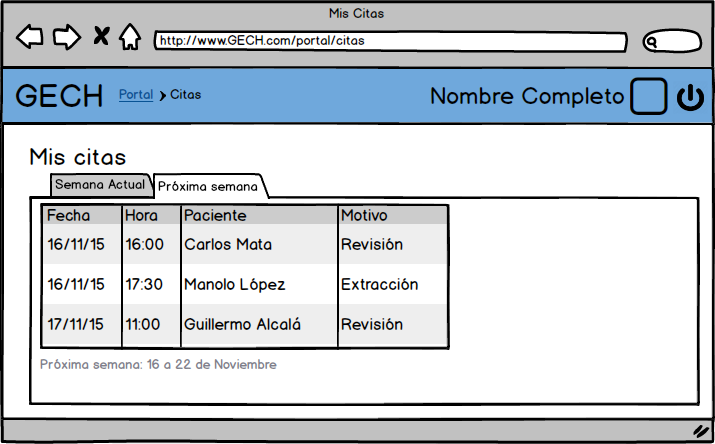 Mis Citas
http://www.GECH.com/portal/citas
GECH Portal Citas Nombre Completo
Mis citas
Semana Actual Próxima semana
Fecha Hora Paciente Motivo
16/11/15 16:00 Carlos Mata Revisión
16/11/15 17:30 Manolo López Extracción
17/11/15 11:00 Guillermo Alcalá Revisión
Próxima semana: 16 a 22 de Noviembre